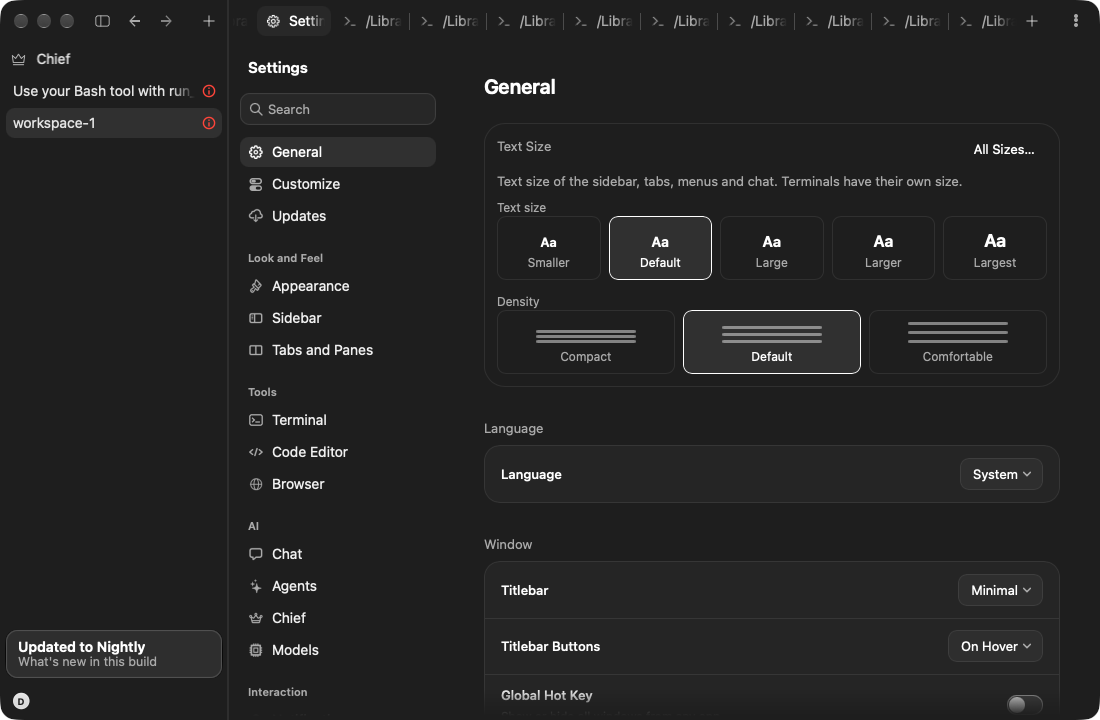 Settin
/Libra
/Libra
/Libra
/Libra
/Libra
/Libra
/Libra
/Libra
/Libr
Chief
Use your Bash tool with run_
workspace-1
Updated to Nightly
What's new in this build
D
Settings
Search
General
Customize
Updates
Look and Feel
Appearance
Sidebar
Tabs and Panes
Tools
Terminal
Code Editor
Browser
AI
Chat
Agents
Chief
Models
Interaction
General
Text Size
All Sizes...
Text size of the sidebar, tabs, menus and chat. Terminals have their own size.
Text size
Aa Aa Aa Aa Aa
Smaller Default Large Larger Largest
Density
Compact Default Comfortable
Language
Language System
Window
Titlebar Minimal
Titlebar Buttons On Hover
Global Hot Key